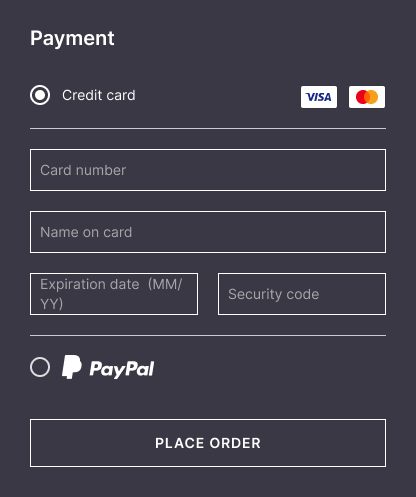 Payment
Credit card VISA
Card number
Name on card
Expiration date (MM/
YY)
Security code
PayPal
PLACE ORDER